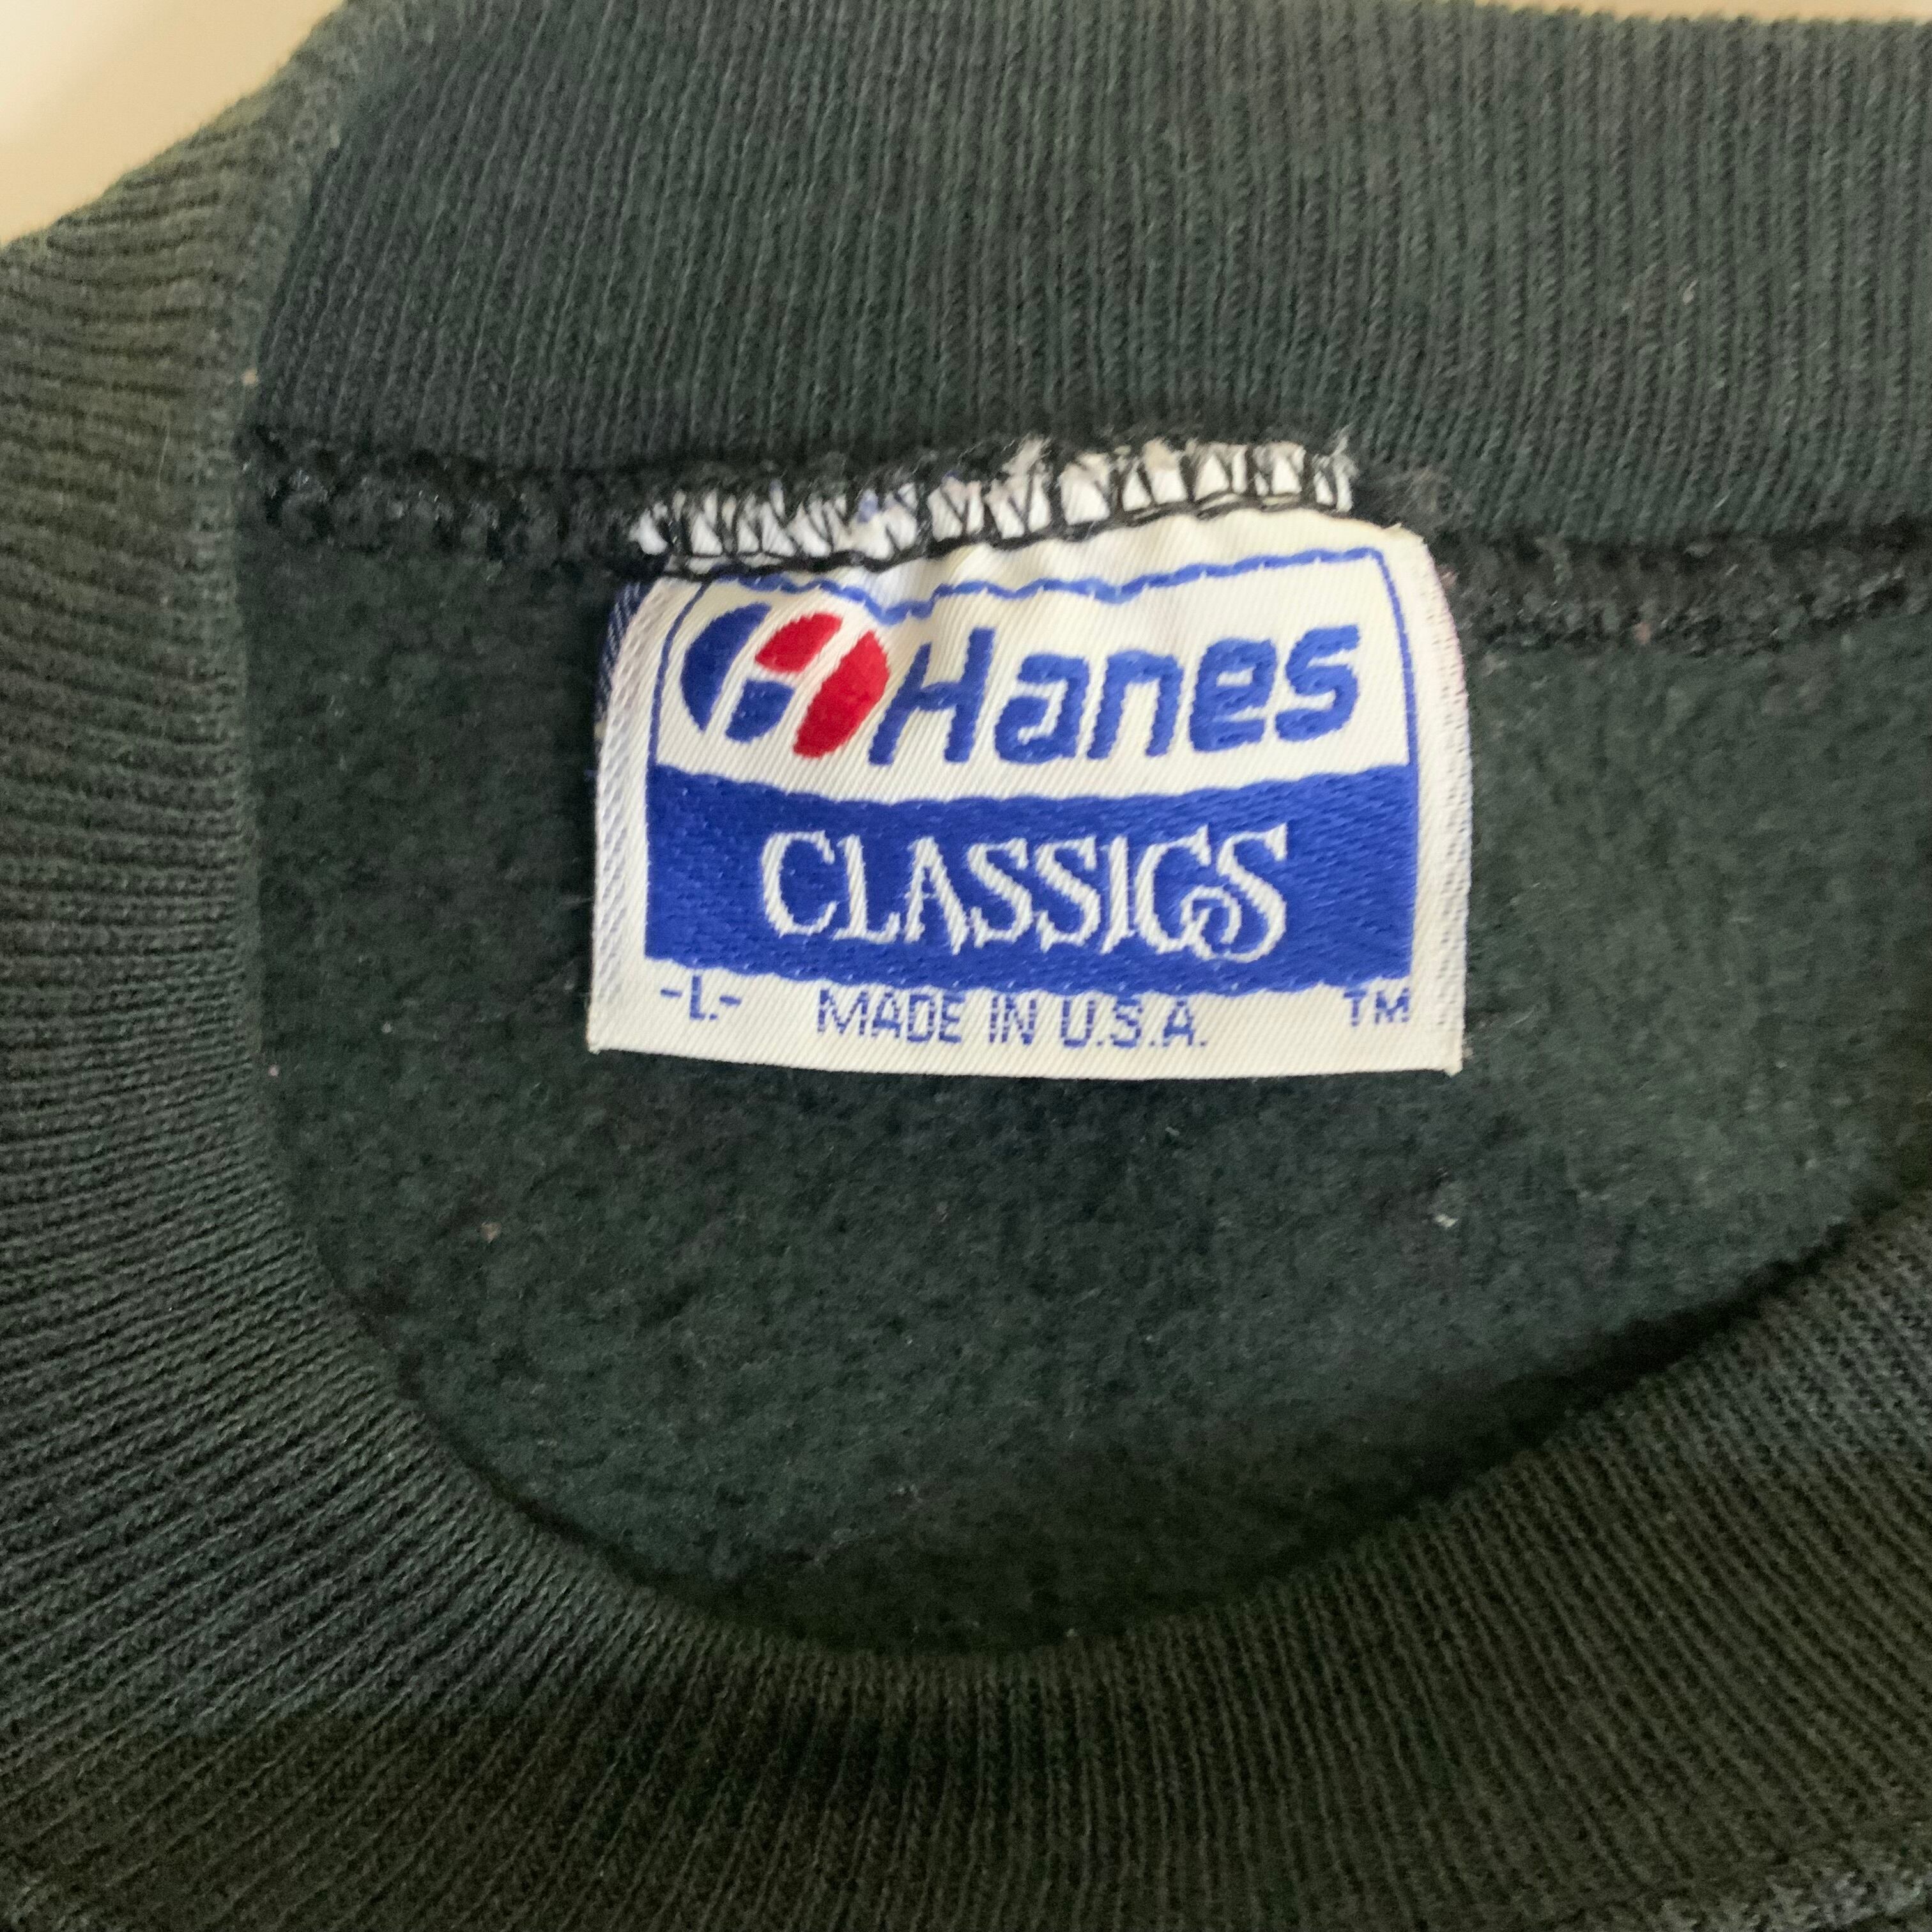 Hanes
CLASSICS
-L.- MADE IN U.S.A. TM